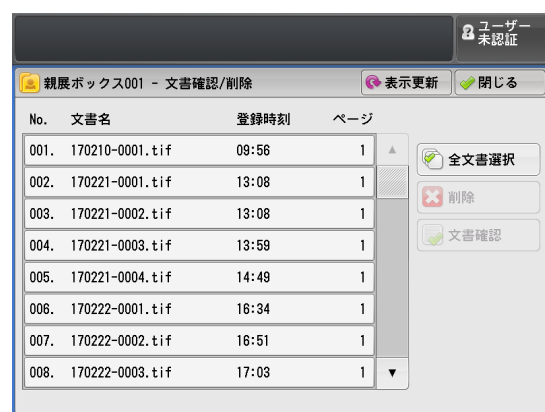 ユーザー
未認証
親展ボックス001 - 文書確認/削除 表示更新 閉じる
No. 文書名 登録時刻 ページ
001. 170210-0001.tif 09:56 1
全文書選択
002. 170221-0001.tif 13:08 1
削除
003. 170221-0002.tif 13:08 1
004. 170221-0003.tif 13:59 1
文書確認
005. 170221-0004.tif 14:49 1
006. 170222-0001.tif 16:34 1
007. 170222-0002.tif 16:51 1
008. 170222-0003.tif 17:03 1